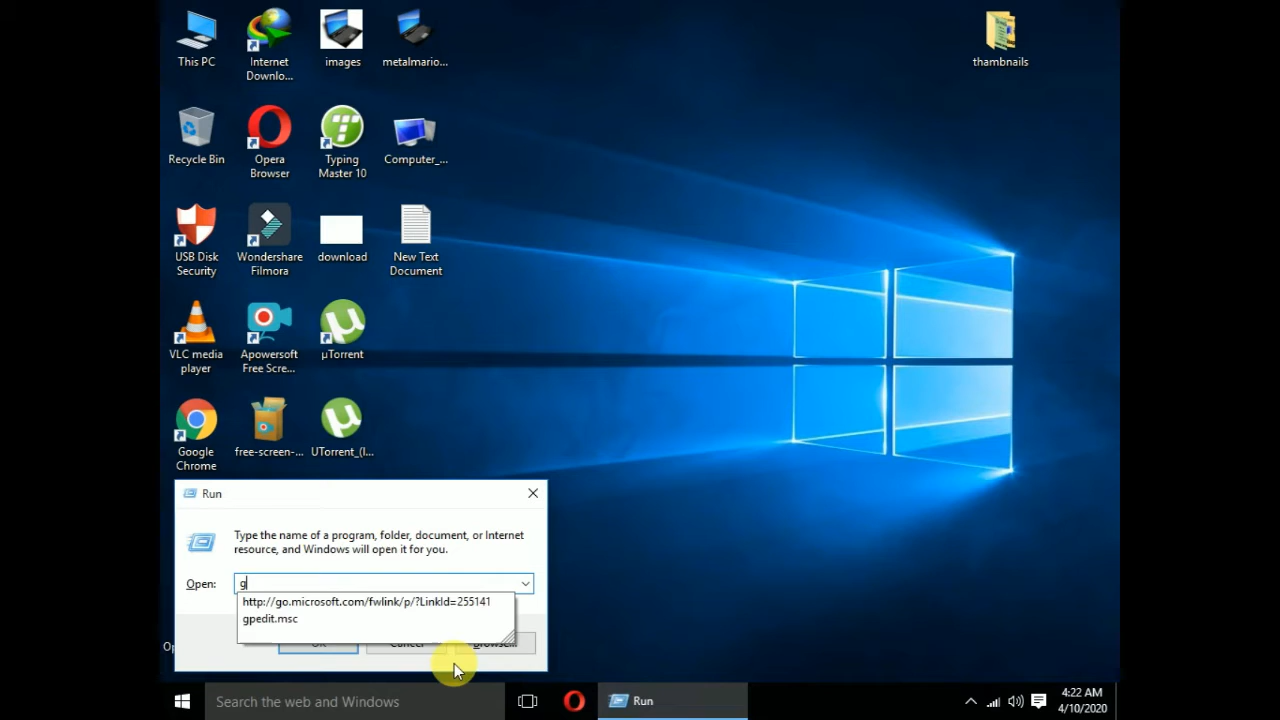 This PC
Internet
Downlo...
images
metalmario...
thumbnails
Recycle Bin
Opera
Browser
Typing
Master 10
Computer_...
USB Disk
Security
Wondershare
Filmora
download
New Text
Document
VLC media
player
Apowersoft
Free Scre...
µTorrent
Google
Chrome
free-screen-...
UTorrent_(I...
Run
Type the name of a program, folder, document, or Internet
resource, and Windows will open it for you.
Open:
g
http://go.microsoft.com/fwlink/p/?LinkId=255141
gpedit.msc
OK
Cancel
Browse...
Op
Search the web and Windows
Run
4:22 AM
4/10/2020